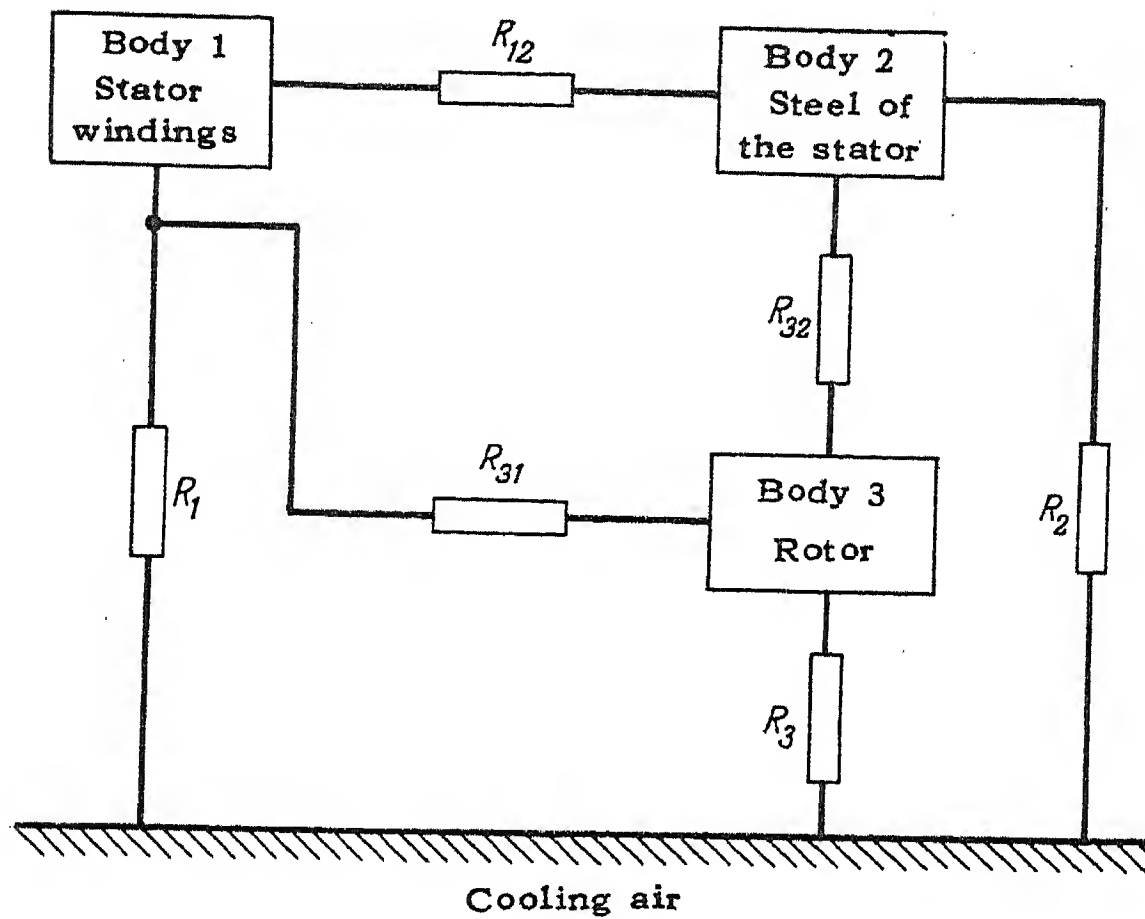 Body 1
Stator
windings
R12
Body 2
Steel of
the stator
R32
R1
R31
Body 3
Rotor
R2
R3
Cooling air